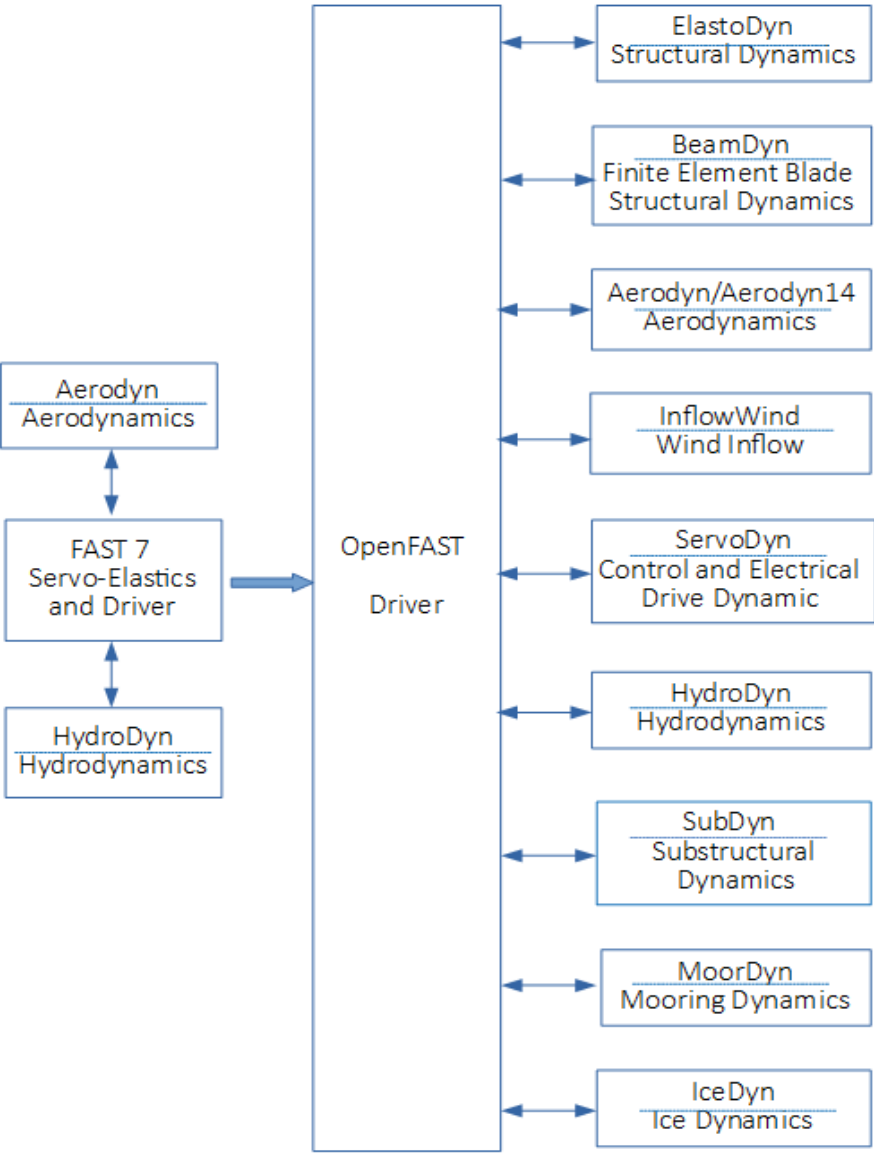 Aerodyn
Aerodynamics
FAST 7
Servo-Elastics
and Driver
HydroDyn
Hydrodynamics
OpenFAST
Driver
ElastoDyn
Structural Dynamics
BeamDyn
Finite Element Blade
Structural Dynamics
Aerodyn/Aerodyn14
Aerodynamics
InflowWind
Wind Inflow
ServoDyn
Control and Electrical
Drive Dynamic
HydroDyn
Hydrodynamics
SubDyn
Substructural
Dynamics
MoorDyn
Mooring Dynamics
IceDyn
Ice Dynamics